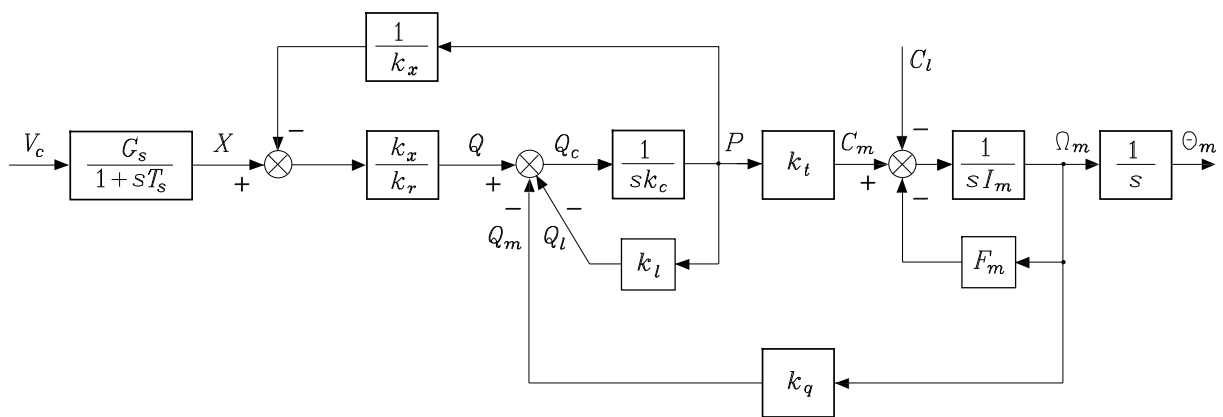 1
k_x
C_l
−
−
V_c
G_s
1 + sT_s
X
+
k_x
k_r
Q
+
Q_c
1
sk_c
P
k_t
C_m
+
1
sI_m
Ω_m
1
s
Θ_m
−
−
−
Q_m
Q_l
k_l
F_m
k_q